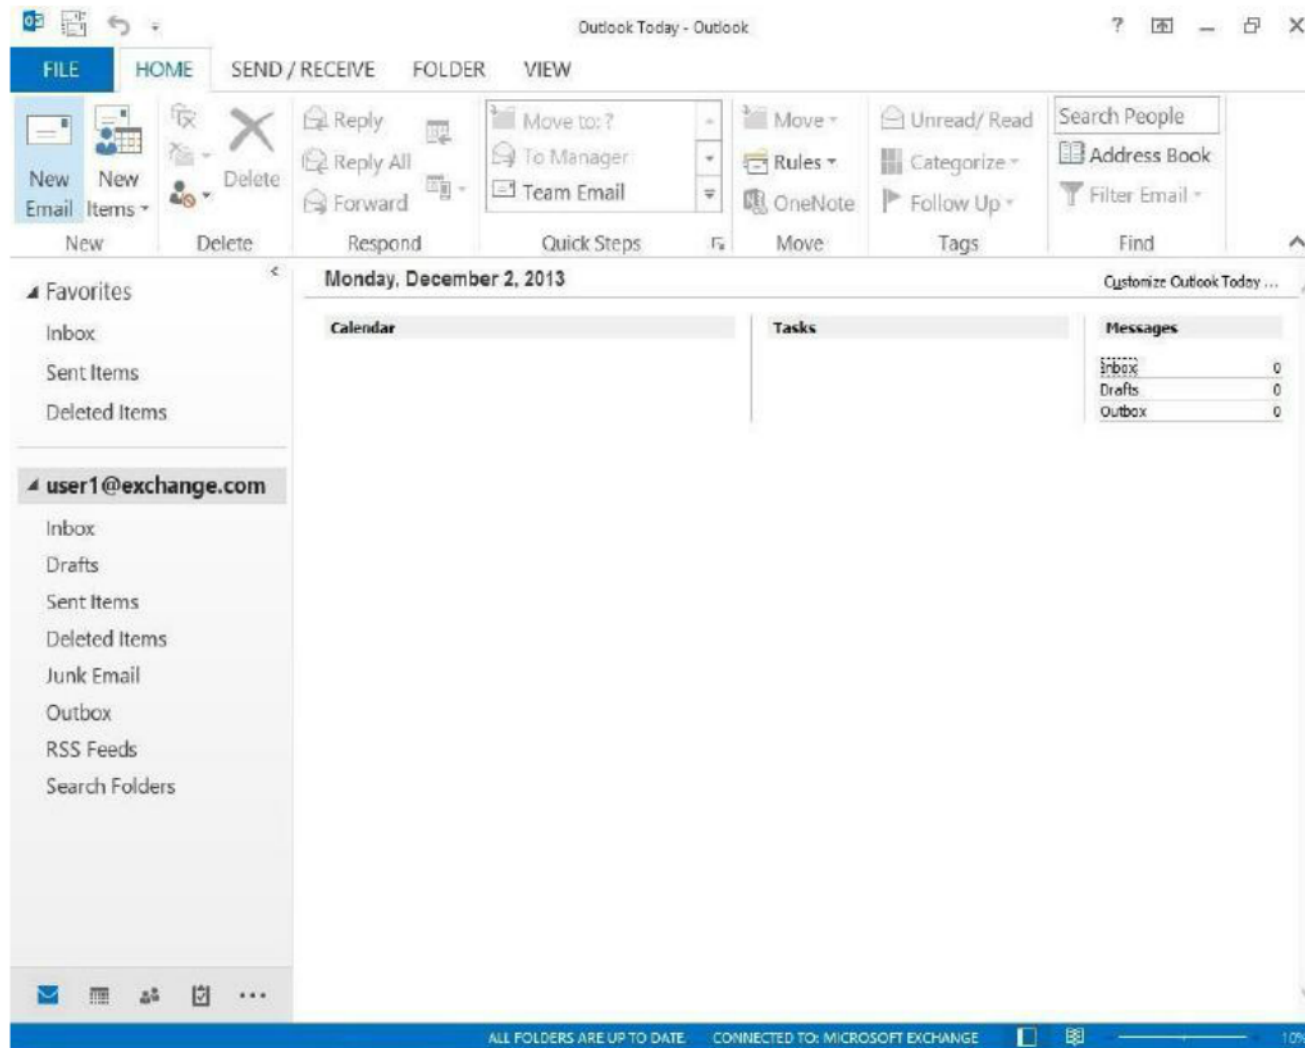 Outlook Today - Outlook
FILE HOME SEND / RECEIVE FOLDER VIEW
New Email
New Items
Delete
Reply
Reply All
Forward
Move to: ?
To Manager
Team Email
Move
Rules
OneNote
Unread/ Read
Categorize
Follow Up
Search People
Address Book
Filter Email
New Delete Respond Quick Steps Move Tags Find
Favorites
Inbox
Sent Items
Deleted Items
user1@exchange.com
Inbox
Drafts
Sent Items
Deleted Items
Junk Email
Outbox
RSS Feeds
Search Folders
Monday, December 2, 2013
Customize Outlook Today ...
Calendar
Tasks
Messages
Inbox 0
Drafts 0
Outbox 0
ALL FOLDERS ARE UP TO DATE CONNECTED TO: MICROSOFT EXCHANGE